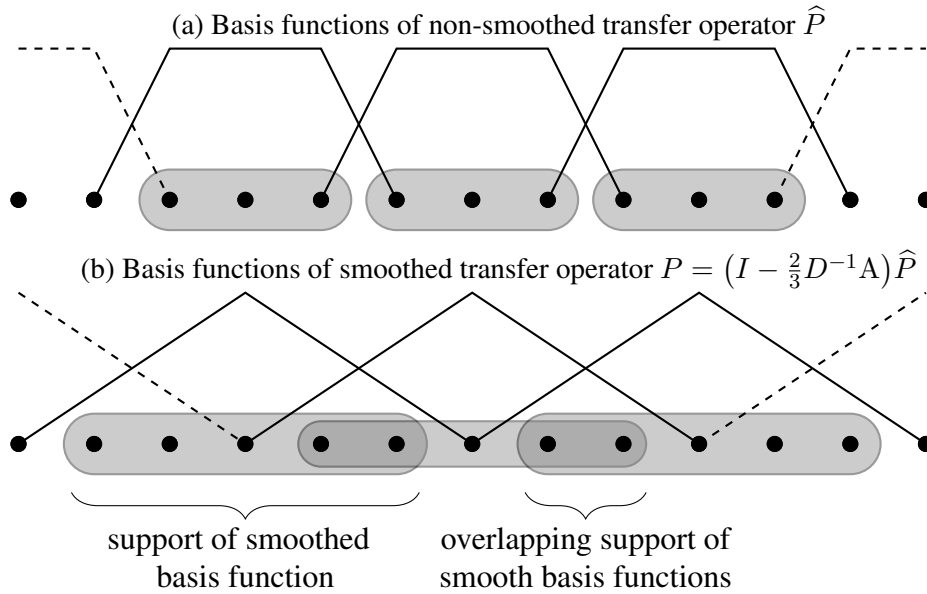 (a) Basis functions of non-smoothed transfer operator P̂
(b) Basis functions of smoothed transfer operator P = (I − 2/3 D⁻¹A)P̂
support of smoothed
basis function
overlapping support of
smooth basis functions